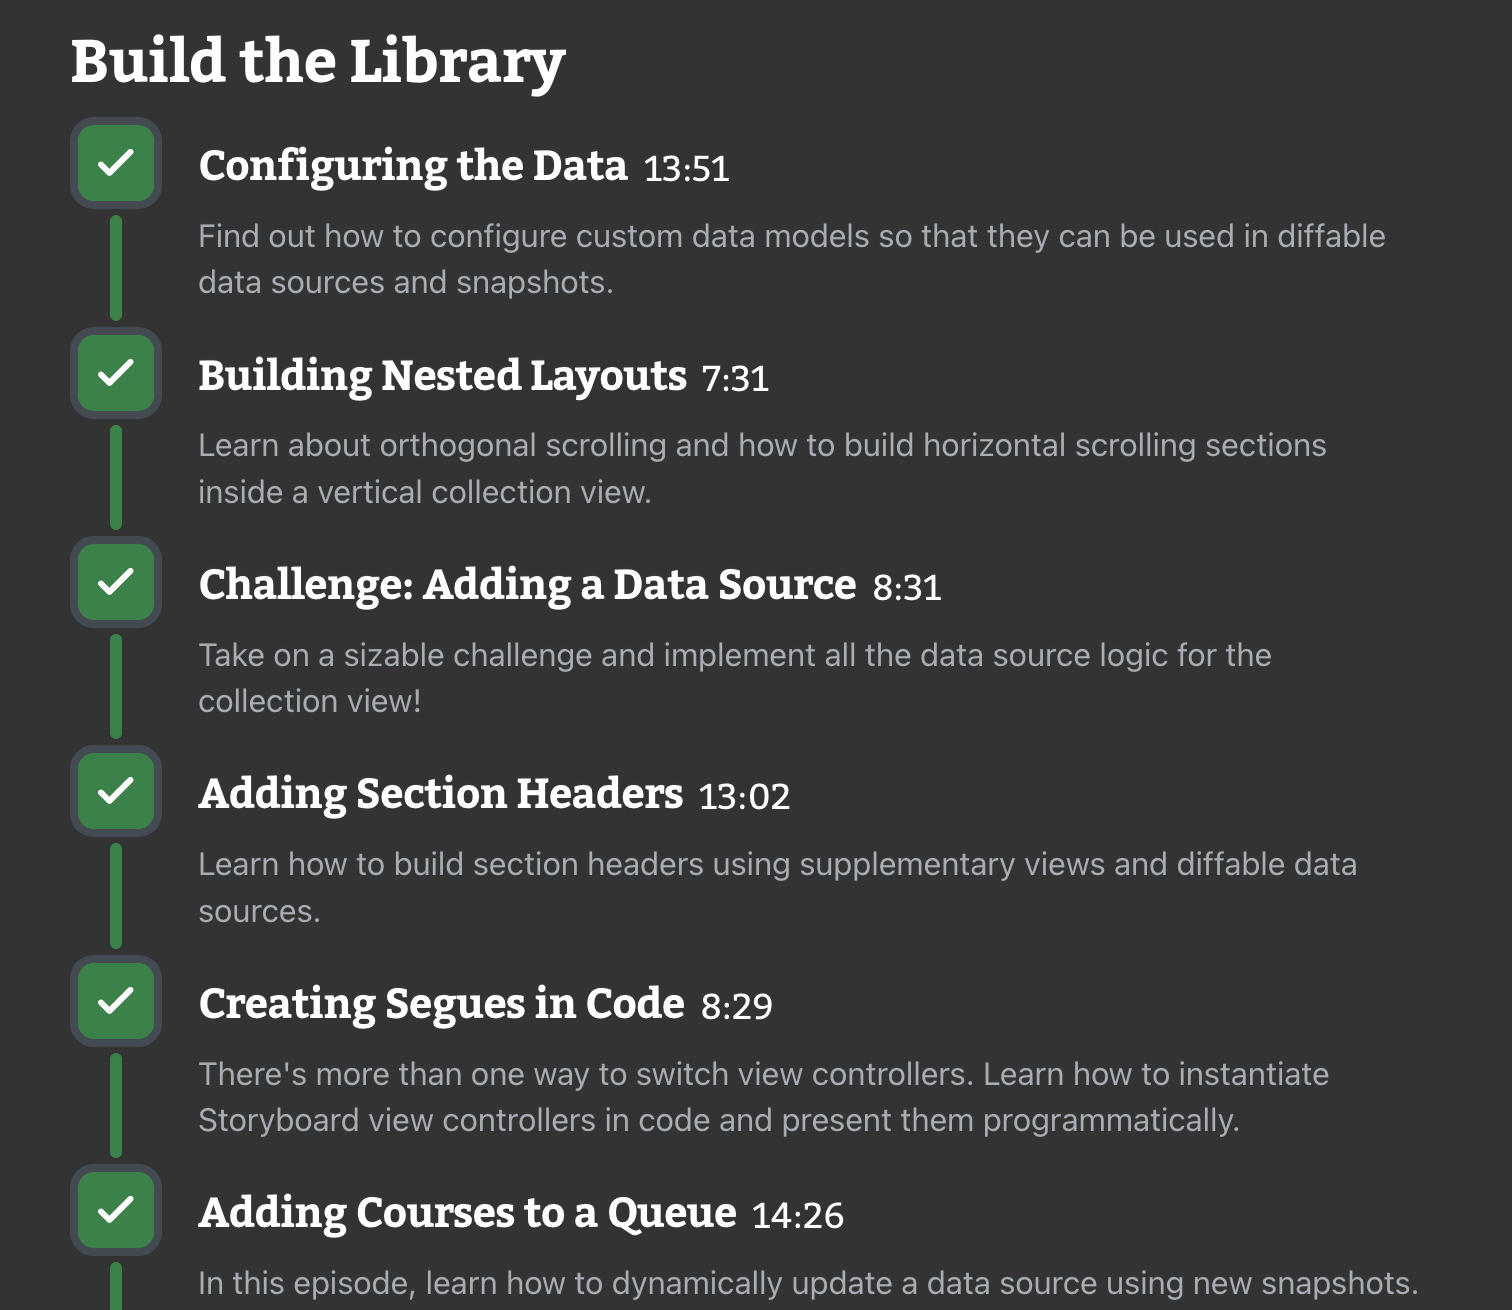 Build the Library
Configuring the Data 13:51
Find out how to configure custom data models so that they can be used in diffable
data sources and snapshots.
Building Nested Layouts 7:31
Learn about orthogonal scrolling and how to build horizontal scrolling sections
inside a vertical collection view.
Challenge: Adding a Data Source 8:31
Take on a sizable challenge and implement all the data source logic for the
collection view!
Adding Section Headers 13:02
Learn how to build section headers using supplementary views and diffable data
sources.
Creating Segues in Code 8:29
There's more than one way to switch view controllers. Learn how to instantiate
Storyboard view controllers in code and present them programmatically.
Adding Courses to a Queue 14:26
In this episode, learn how to dynamically update a data source using new snapshots.